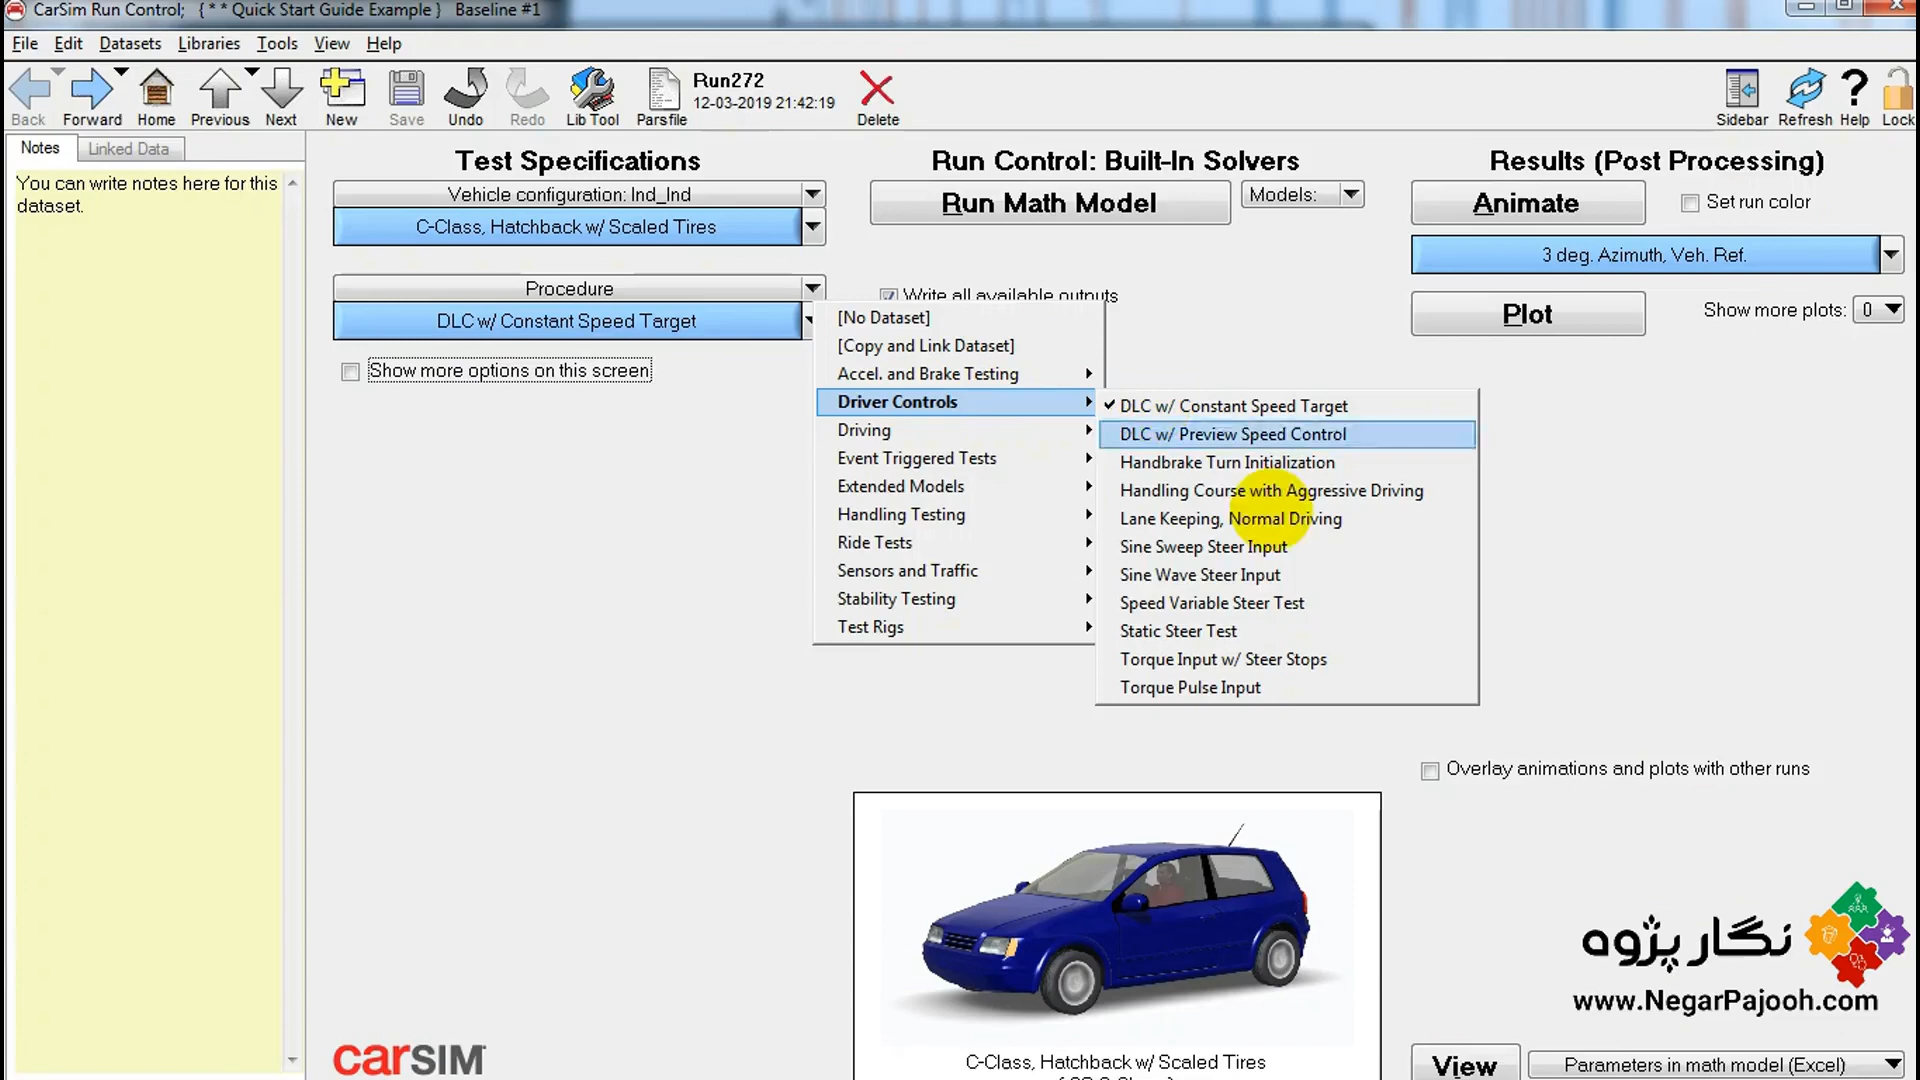 CarSim Run Control; { * * Quick Start Guide Example } Baseline #1
File Edit Datasets Libraries Tools View Help
Back Forward Home Previous Next New Save Undo Redo Lib Tool Parsfile
Run272
12-03-2019 21:42:19
Delete
Sidebar Refresh Help Lock
Notes Linked Data
You can write notes here for this
dataset.
Test Specifications
Vehicle configuration: Ind_Ind
C-Class, Hatchback w/ Scaled Tires
Procedure
DLC w/ Constant Speed Target
Show more options on this screen
Run Control: Built-In Solvers
Run Math Model
Models:
Write all available outputs
[No Dataset]
[Copy and Link Dataset]
Accel. and Brake Testing
Driver Controls
Driving
Event Triggered Tests
Extended Models
Handling Testing
Ride Tests
Sensors and Traffic
Stability Testing
Test Rigs
DLC w/ Constant Speed Target
DLC w/ Preview Speed Control
Handbrake Turn Initialization
Handling Course with Aggressive Driving
Lane Keeping, Normal Driving
Sine Sweep Steer Input
Sine Wave Steer Input
Speed Variable Steer Test
Static Steer Test
Torque Input w/ Steer Stops
Torque Pulse Input
Results (Post Processing)
Animate
Set run color
3 deg. Azimuth, Veh. Ref.
Plot
Show more plots: 0
Overlay animations and plots with other runs
نگار پژوه
www.NegarPajooh.com
carSIM
C-Class, Hatchback w/ Scaled Tires
View
Parameters in math model (Excel)